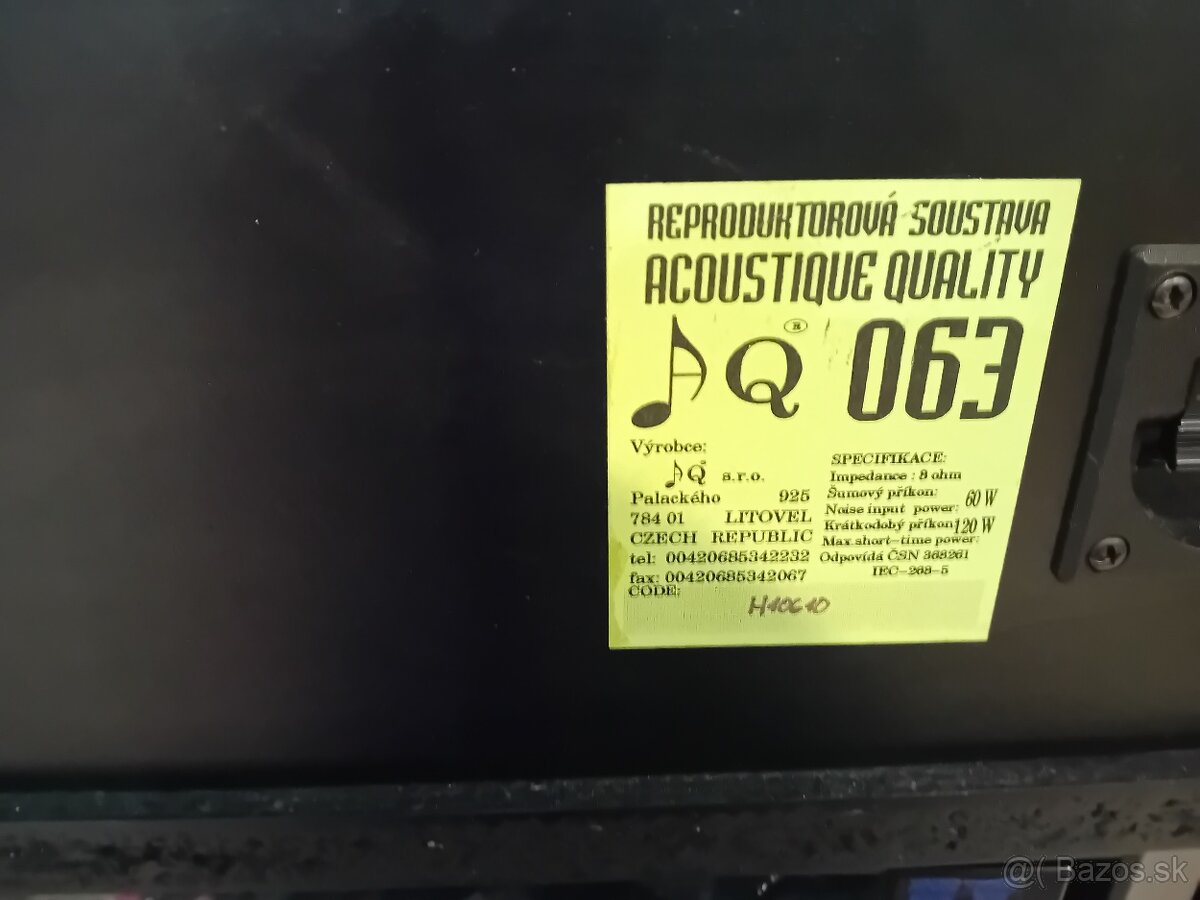 REPRODUKTOROVÁ SOUSTAVA
ACOUSTIQUE QUALITY
AQ ® 063
Výrobce:
AQ s.r.o.
Palackého 925
784 01 LITOVEL
CZECH REPUBLIC
tel: 00420685342232
fax: 00420685342067
CODE:
H10610
SPECIFIKACE:
Impedance : 8 ohm
Šumový příkon:
Noise input power: 60 W
Krátkodobý příkon 120 W
Max.short-time power:
Odpovídá ČSN 368261
IEC-268-5
@( Bazos.sk